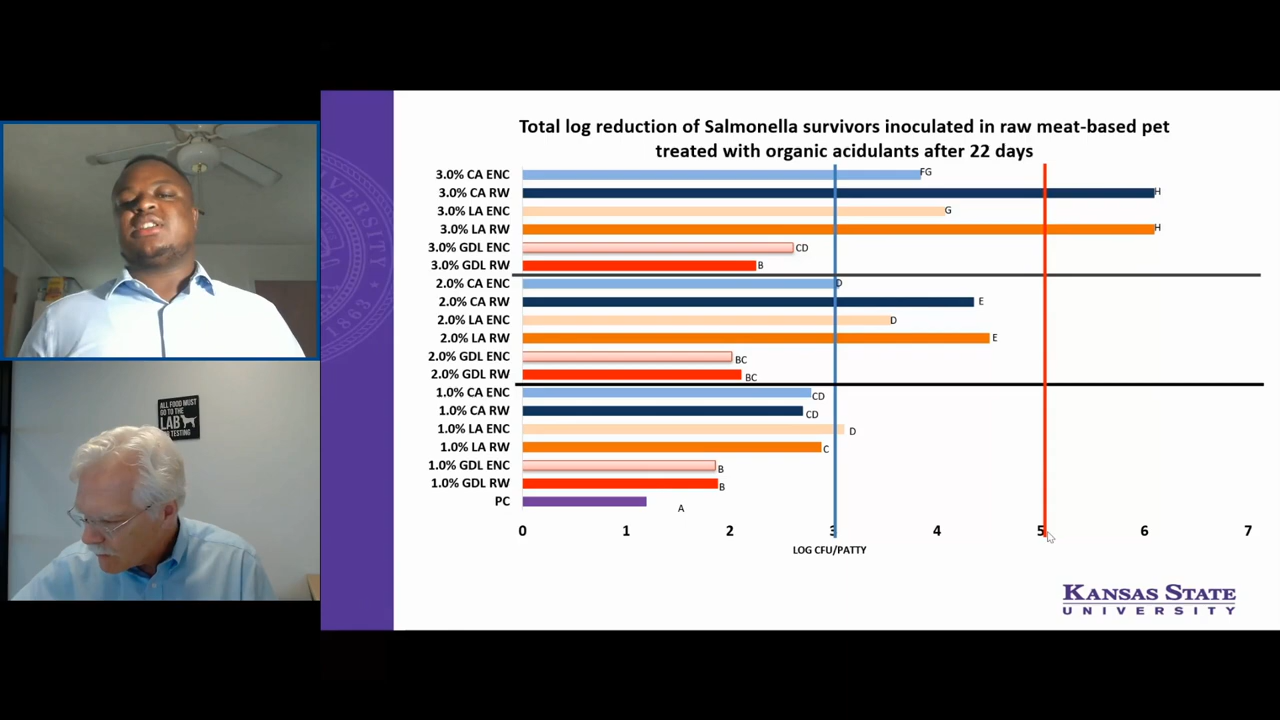 Total log reduction of Salmonella survivors inoculated in raw meat-based pet
treated with organic acidulants after 22 days
3.0% CA ENC FG
3.0% CA RW H
3.0% LA ENC G
3.0% LA RW H
3.0% GDL ENC CD
3.0% GDL RW B
2.0% CA ENC D
2.0% CA RW E
2.0% LA ENC D
2.0% LA RW E
2.0% GDL ENC BC
2.0% GDL RW BC
1.0% CA ENC CD
1.0% CA RW CD
1.0% LA ENC D
1.0% LA RW C
1.0% GDL ENC B
1.0% GDL RW B
PC A
0 1 2 3 4 5 6 7
LOG CFU/PATTY
KANSAS STATE
UNIVERSITY
1863
ALL FOOD MUST
GO TO THE
LAB
TESTING